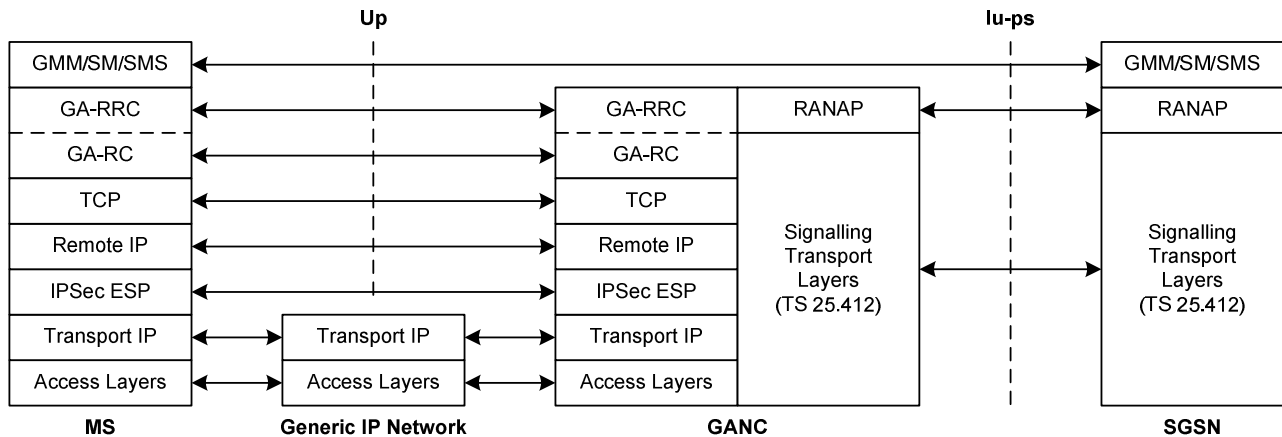 Up
Iu-ps
GMM/SM/SMS
GMM/SM/SMS
GA-RRC
GA-RRC
RANAP
RANAP
GA-RC
GA-RC
TCP
TCP
Remote IP
Remote IP
Signalling
Transport
Layers
(TS 25.412)
Signalling
Transport
Layers
(TS 25.412)
IPSec ESP
IPSec ESP
Transport IP
Transport IP
Transport IP
Access Layers
Access Layers
Access Layers
MS
Generic IP Network
GANC
SGSN